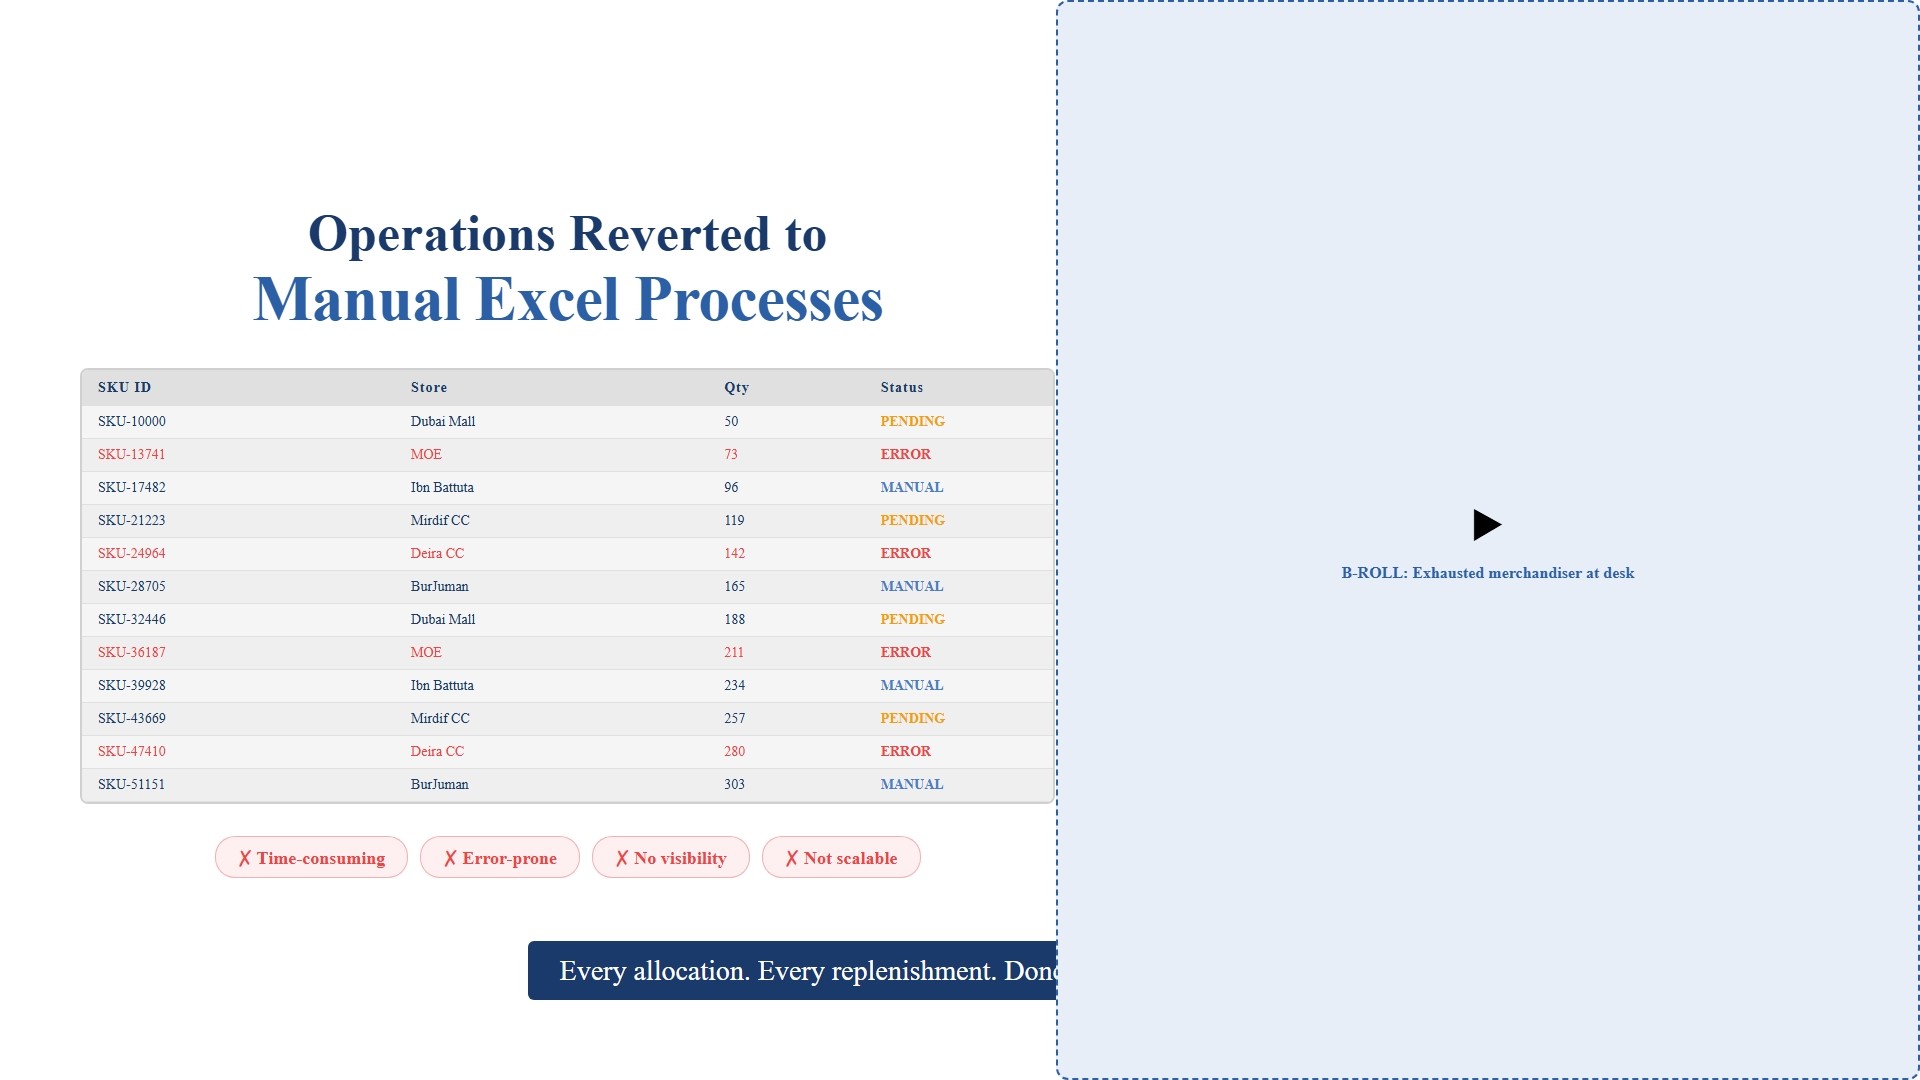 Operations Reverted to
Manual Excel Processes
SKU ID Store Qty Status
SKU-10000 Dubai Mall 50 PENDING
SKU-13741 MOE 73 ERROR
SKU-17482 Ibn Battuta 96 MANUAL
SKU-21223 Mirdif CC 119 PENDING
SKU-24964 Deira CC 142 ERROR
SKU-28705 BurJuman 165 MANUAL
SKU-32446 Dubai Mall 188 PENDING
SKU-36187 MOE 211 ERROR
SKU-39928 Ibn Battuta 234 MANUAL
SKU-43669 Mirdif CC 257 PENDING
SKU-47410 Deira CC 280 ERROR
SKU-51151 BurJuman 303 MANUAL
✗ Time-consuming ✗ Error-prone ✗ No visibility ✗ Not scalable
Every allocation. Every replenishment.
B-ROLL: Exhausted merchandiser at desk